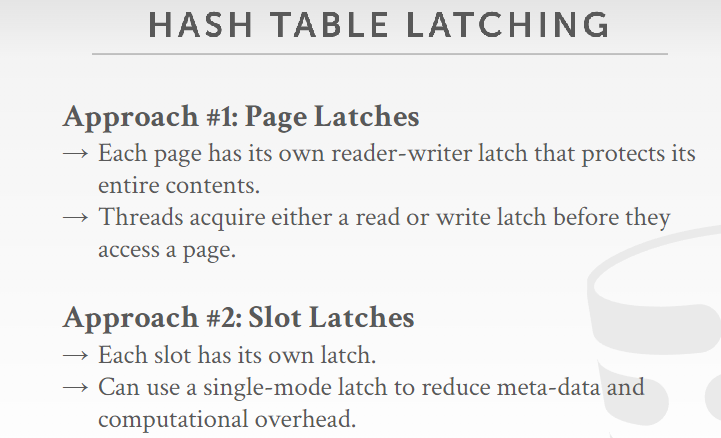 HASH TABLE LATCHING
Approach #1: Page Latches
→ Each page has its own reader-writer latch that protects its
entire contents.
→ Threads acquire either a read or write latch before they
access a page.
Approach #2: Slot Latches
→ Each slot has its own latch.
→ Can use a single-mode latch to reduce meta-data and
computational overhead.